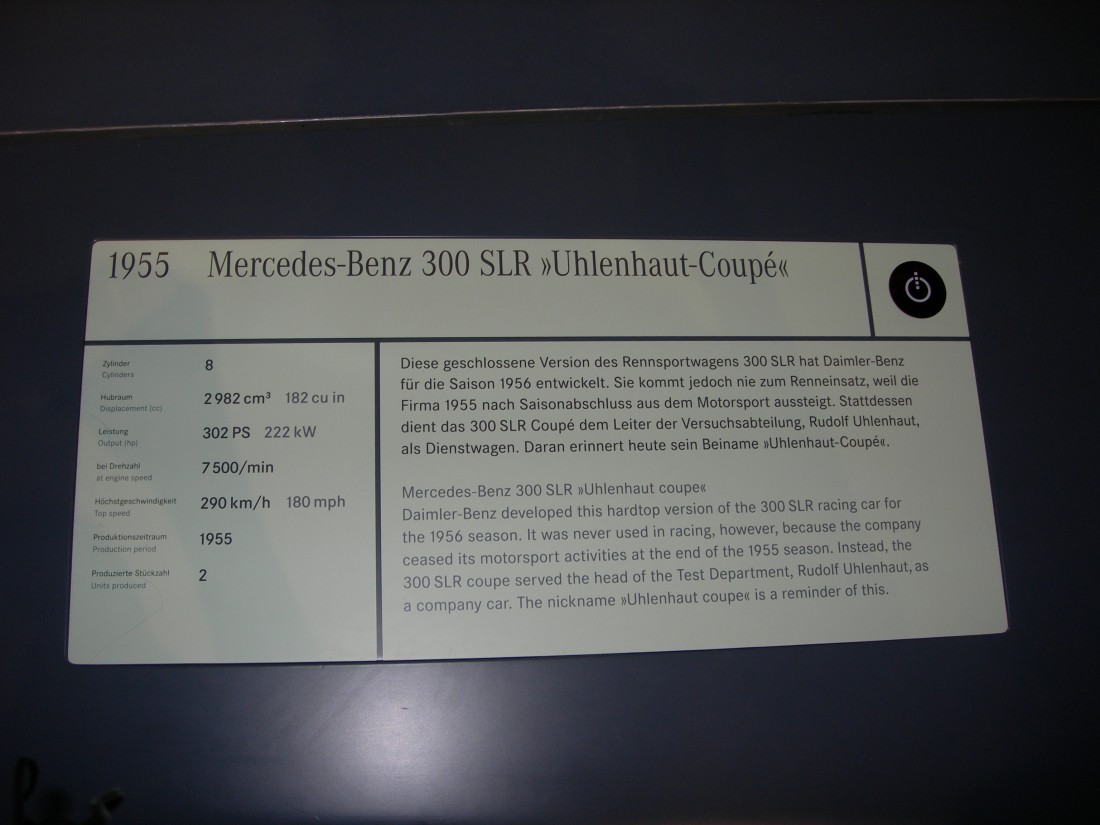 1955 Mercedes-Benz 300 SLR »Uhlenhaut-Coupé«
Zylinder
Cylinders
8
Hubraum
Displacement (cc)
2 982 cm³ 182 cu in
Leistung
Output (hp)
302 PS 222 kW
bei Drehzahl
at engine speed
7 500/min
Höchstgeschwindigkeit
Top speed
290 km/h 180 mph
Produktionszeitraum
Production period
1955
Produzierte Stückzahl
Units produced
2
Diese geschlossene Version des Rennsportwagens 300 SLR hat Daimler-Benz
für die Saison 1956 entwickelt. Sie kommt jedoch nie zum Renneinsatz, weil die
Firma 1955 nach Saisonabschluss aus dem Motorsport aussteigt. Stattdessen
dient das 300 SLR Coupé dem Leiter der Versuchsabteilung, Rudolf Uhlenhaut,
als Dienstwagen. Daran erinnert heute sein Beiname »Uhlenhaut-Coupé«.
Mercedes-Benz 300 SLR »Uhlenhaut coupe«
Daimler-Benz developed this hardtop version of the 300 SLR racing car for
the 1956 season. It was never used in racing, however, because the company
ceased its motorsport activities at the end of the 1955 season. Instead, the
300 SLR coupe served the head of the Test Department, Rudolf Uhlenhaut, as
a company car. The nickname »Uhlenhaut coupe« is a reminder of this.